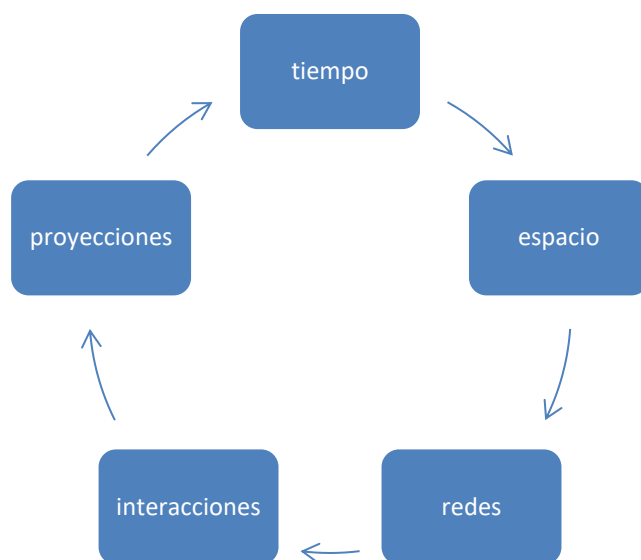 tiempo
espacio
redes
interacciones
proyecciones